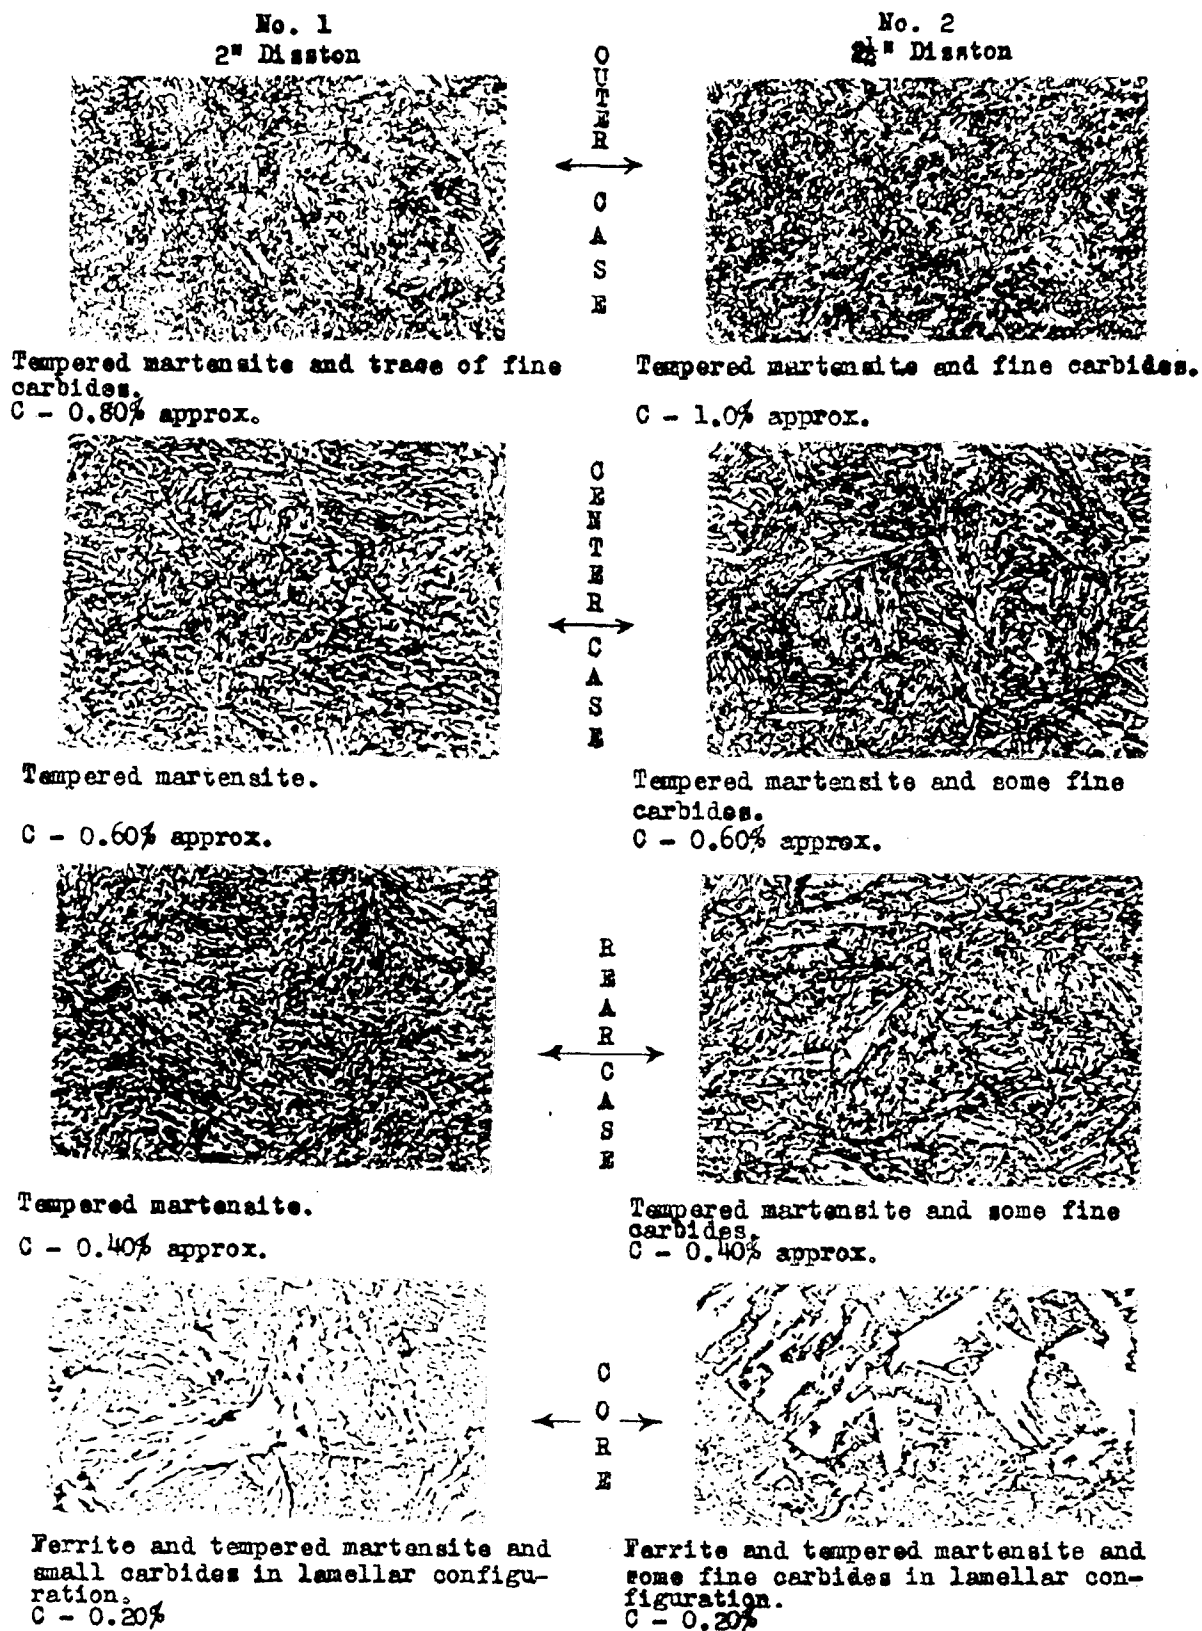 No. 1
2" Disston
No. 2
2½" Disston
OUTER CASE
Tempered martensite and trace of fine
carbides.
C - 0.80% approx.
Tempered martensite and fine carbides.
C - 1.0% approx.
CENTER CASE
Tempered martensite.
C - 0.60% approx.
Tempered martensite and some fine
carbides.
C - 0.60% approx.
REAR CASE
Tempered martensite.
C - 0.40% approx.
Tempered martensite and some fine
carbides.
C - 0.40% approx.
CORE
Ferrite and tempered martensite and
small carbides in lamellar configu-
ration.
C - 0.20%
Ferrite and tempered martensite and
some fine carbides in lamellar con-
figuration.
C - 0.20%